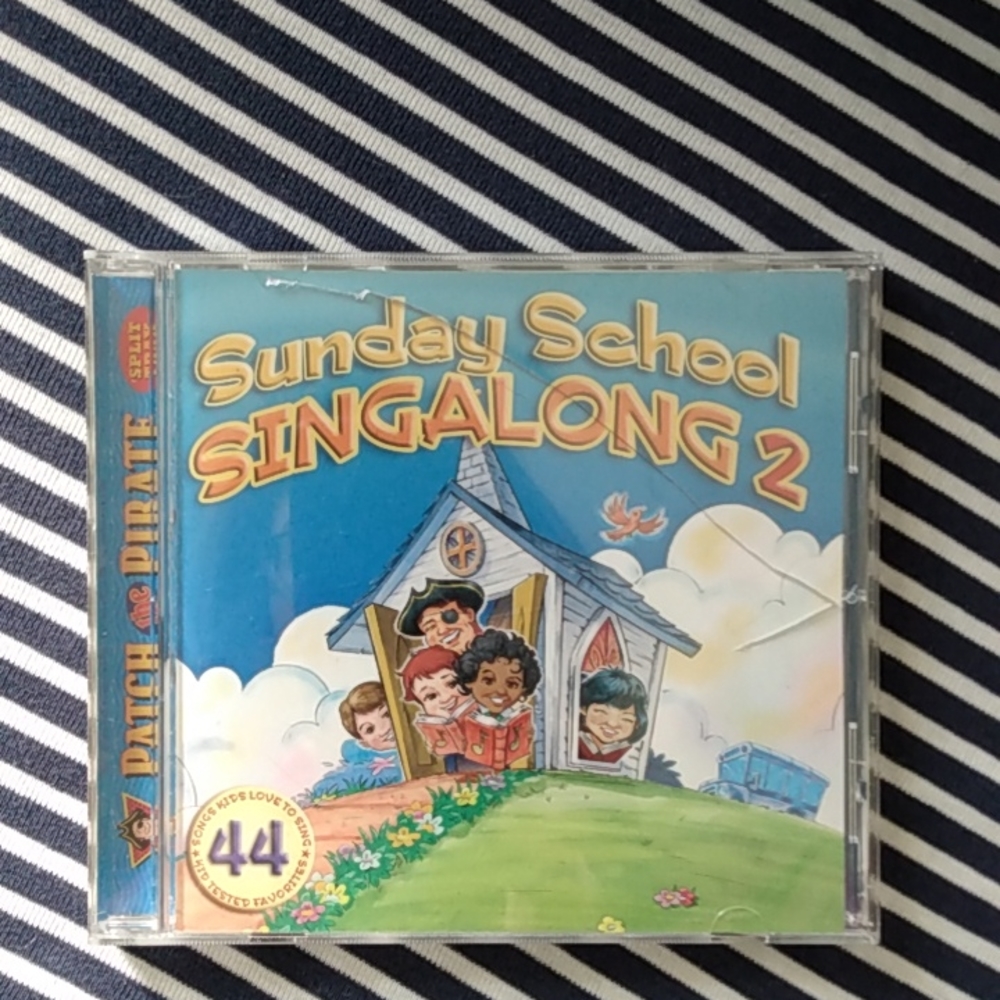 Sunday School
SINGALONG 2
PATCH the PIRATE
SPLIT
SONGS KIDS LOVE TO SING
44
★ KID TESTED FAVORITES ★